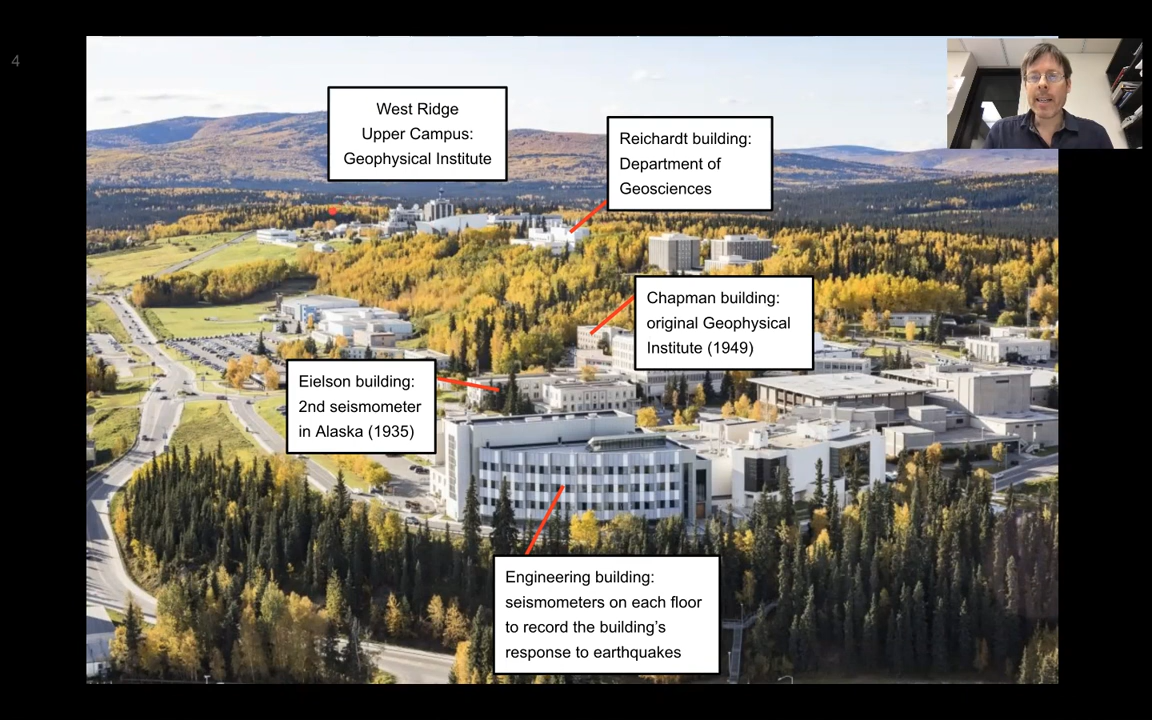 4
West Ridge
Upper Campus:
Geophysical Institute
Reichardt building:
Department of
Geosciences
Chapman building:
original Geophysical
Institute (1949)
Eielson building:
2nd seismometer
in Alaska (1935)
Engineering building:
seismometers on each floor
to record the building’s
response to earthquakes